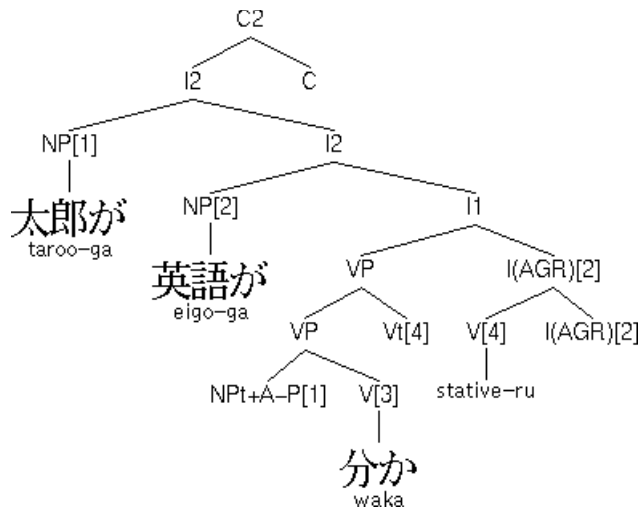 C2
I2 C
NP[1] I2
太郎が
taroo-ga
NP[2] I1
英語が
eigo-ga
VP I(AGR)[2]
VP Vt[4] V[4] I(AGR)[2]
stative-ru
NPt+A-P[1] V[3]
分か
waka